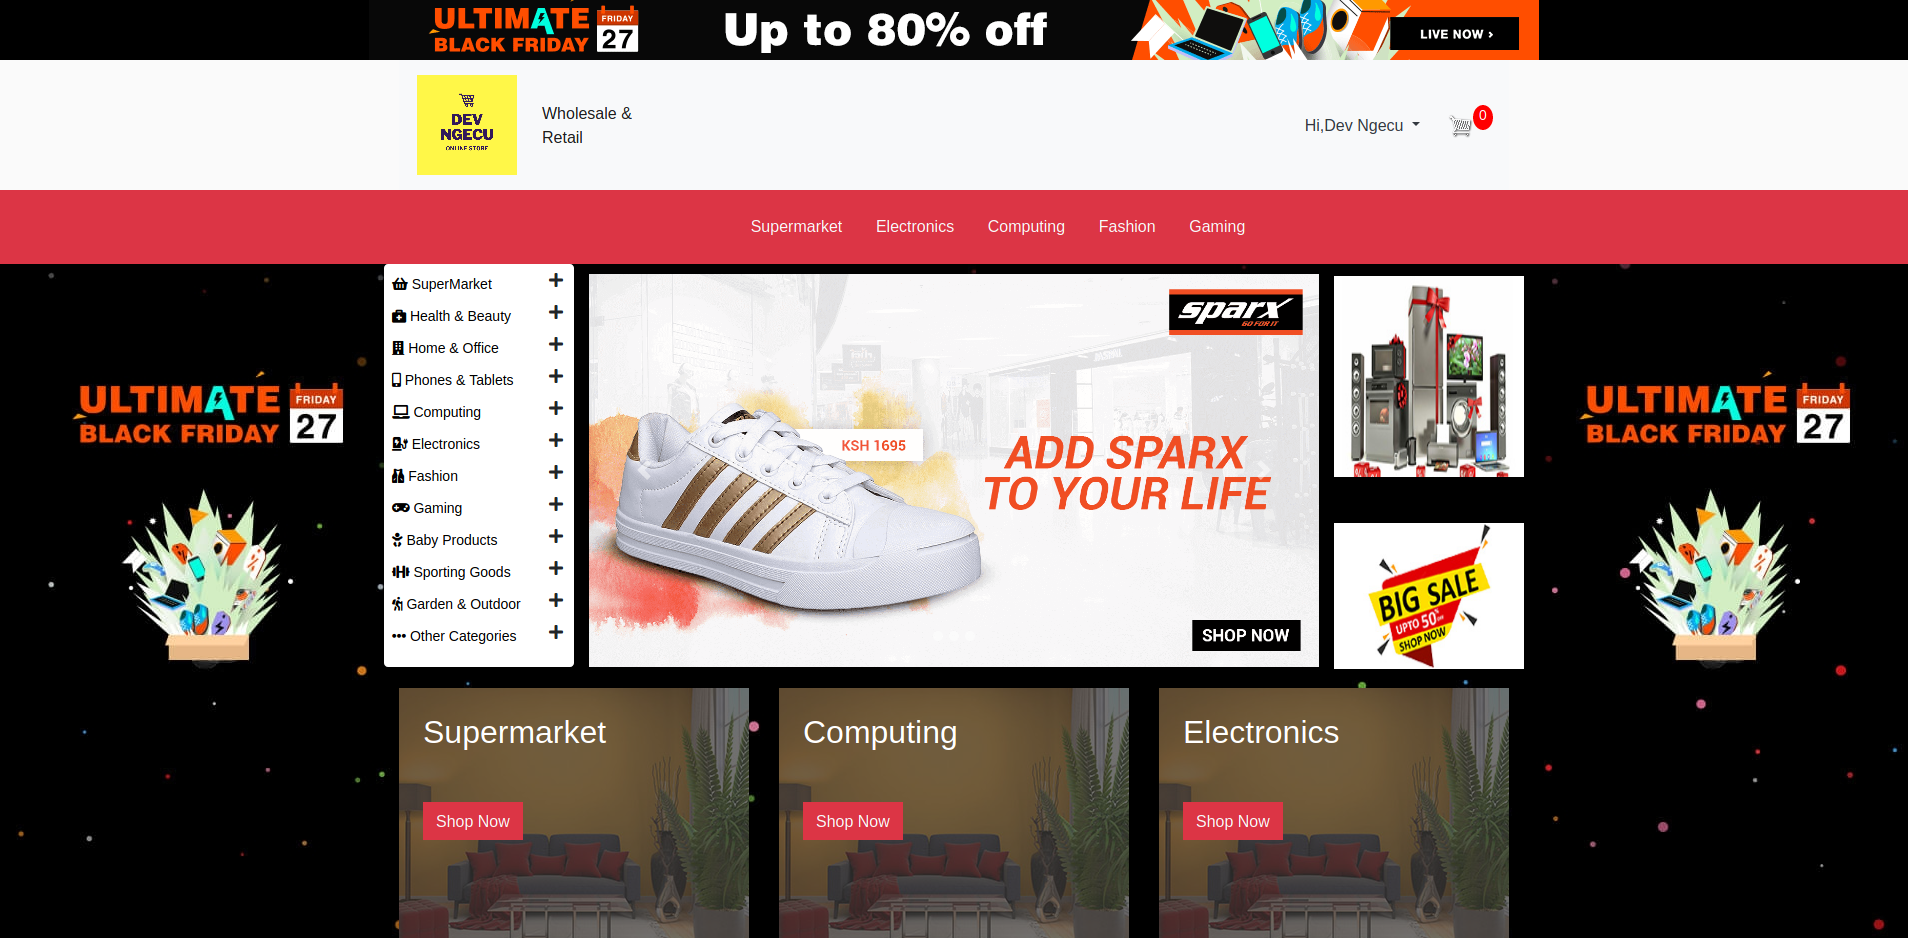 ULTIMATE
BLACK FRIDAY
FRIDAY
27
Up to 80% off
LIVE NOW ›
DEV
NGECU
ONLINE STORE
Wholesale &
Retail
Hi,Dev Ngecu
0
Supermarket
Electronics
Computing
Fashion
Gaming
SuperMarket
Health & Beauty
Home & Office
Phones & Tablets
Computing
Electronics
Fashion
Gaming
Baby Products
Sporting Goods
Garden & Outdoor
Other Categories
sparx
GO FOR IT
KSH 1695
ADD SPARX
TO YOUR LIFE
SHOP NOW
BIG SALE
UPTO 50%
SHOP NOW
ULTIMATE
BLACK FRIDAY
FRIDAY
27
ULTIMATE
BLACK FRIDAY
FRIDAY
27
Supermarket
Shop Now
Computing
Shop Now
Electronics
Shop Now